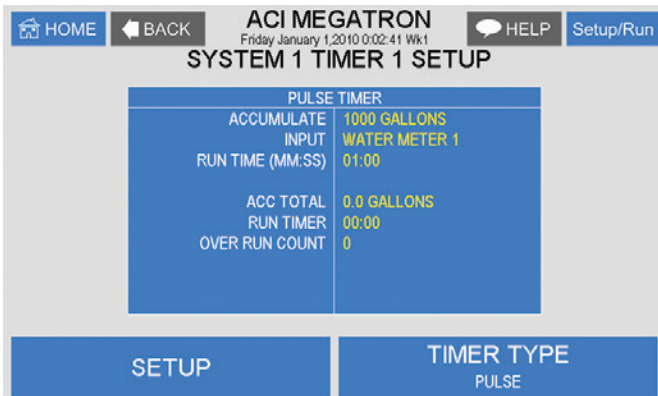 HOME
BACK
ACI MEGATRON
Friday January 1,2010 0:02:41 Wk1
HELP
Setup/Run
SYSTEM 1 TIMER 1 SETUP
PULSE TIMER
ACCUMULATE 1000 GALLONS
INPUT WATER METER 1
RUN TIME (MM:SS) 01:00
ACC TOTAL 0.0 GALLONS
RUN TIMER 00:00
OVER RUN COUNT 0
SETUP
TIMER TYPE
PULSE